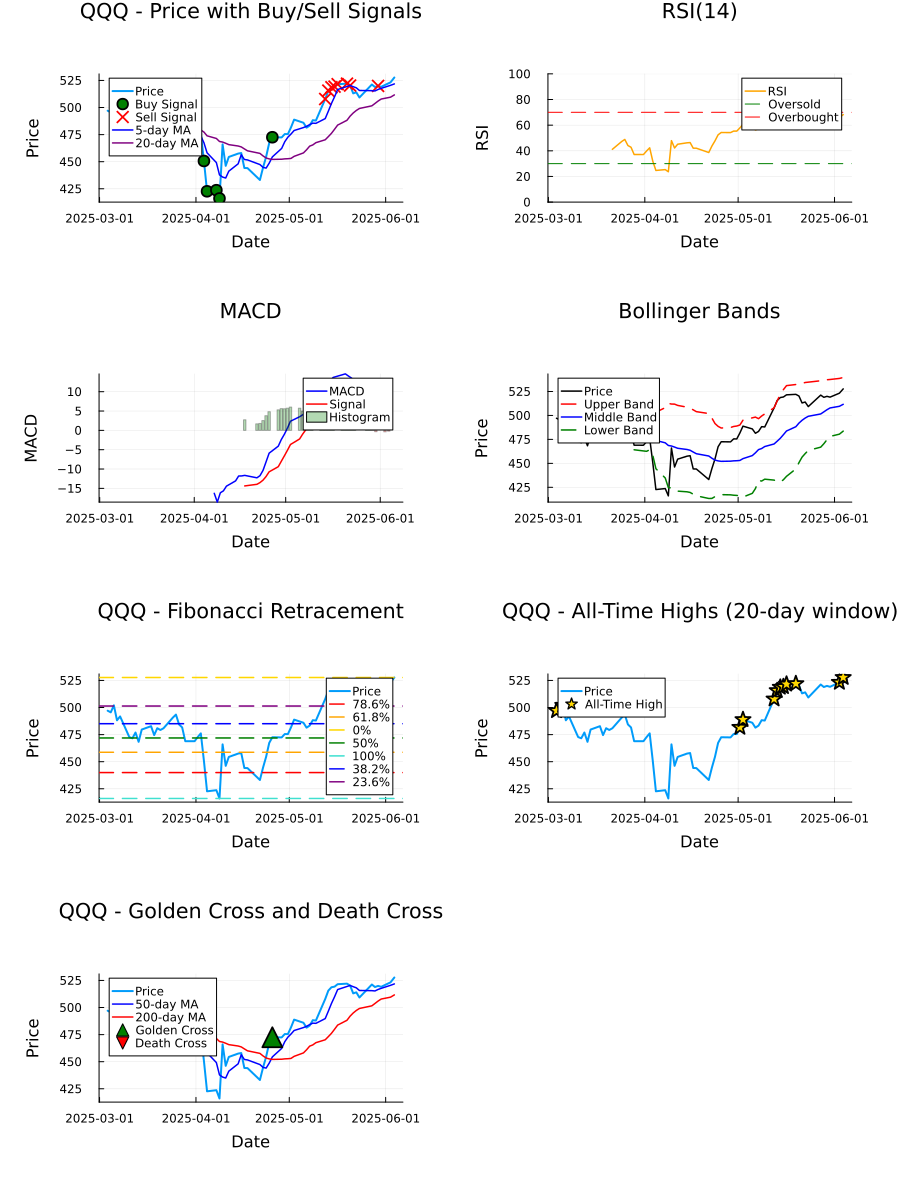 QQQ - Price with Buy/Sell Signals
Price
525
500
475
450
425
Price
Buy Signal
Sell Signal
5-day MA
20-day MA
2025-03-01 2025-04-01 2025-05-01 2025-06-01
Date
RSI(14)
RSI
100
80
60
40
20
0
RSI
Oversold
Overbought
2025-03-01 2025-04-01 2025-05-01 2025-06-01
Date
MACD
MACD
10
5
0
−5
−10
−15
MACD
Signal
Histogram
2025-03-01 2025-04-01 2025-05-01 2025-06-01
Date
Bollinger Bands
Price
525
500
475
450
425
Price
Upper Band
Middle Band
Lower Band
2025-03-01 2025-04-01 2025-05-01 2025-06-01
Date
QQQ - Fibonacci Retracement
Price
525
500
475
450
425
Price
78.6%
61.8%
0%
50%
100%
38.2%
23.6%
2025-03-01 2025-04-01 2025-05-01 2025-06-01
Date
QQQ - All-Time Highs (20-day window)
Price
525
500
475
450
425
Price
All-Time High
2025-03-01 2025-04-01 2025-05-01 2025-06-01
Date
QQQ - Golden Cross and Death Cross
Price
525
500
475
450
425
Price
50-day MA
200-day MA
Golden Cross
Death Cross
2025-03-01 2025-04-01 2025-05-01 2025-06-01
Date